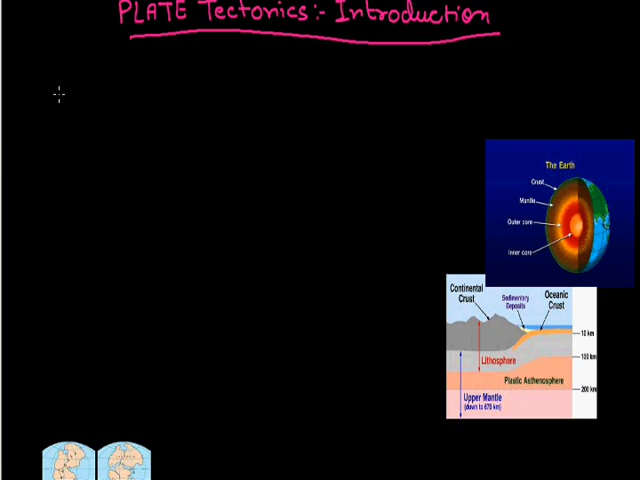 PLATE Tectonics:- Introduction
The Earth
Crust
Mantle
Outer core
Inner core
Continental
Crust
Sedimentary
Deposits
Oceanic
Crust
10 km
Lithosphere
100 km
Plastic Asthenosphere
200 km
Upper Mantle
(down to 670 km)